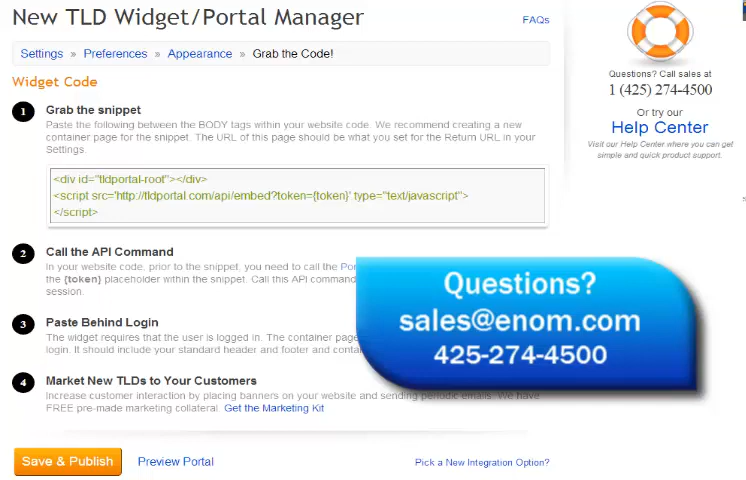 New TLD Widget/Portal Manager
FAQs
Settings » Preferences » Appearance » Grab the Code!
Widget Code
1 Grab the snippet
Paste the following between the BODY tags within your website code. We recommend creating a new
container page for the snippet. The URL of this page should be what you set for the Return URL in your
Settings.
<div id="tldportal-root"></div>
<script src='http://tldportal.com/api/embed?token={token}' type="text/javascript">
</script>
2 Call the API Command
In your website code, prior to the snippet, you need to call the
the {token} placeholder within the snippet. Call this API command
session.
3 Paste Behind Login
The widget requires that the user is logged in. The container
login. It should include your standard header and footer and
4 Market New TLDs to Your Customers
Increase customer interaction by placing banners on your website and sending periodic emails. We have
FREE pre-made marketing collateral. Get the Marketing Kit
Save & Publish
Preview Portal
Pick a New Integration Option?
Questions? Call sales at
1 (425) 274-4500
Or try our
Help Center
Visit our Help Center where you can get
simple and quick product support.
Questions?
sales@enom.com
425-274-4500